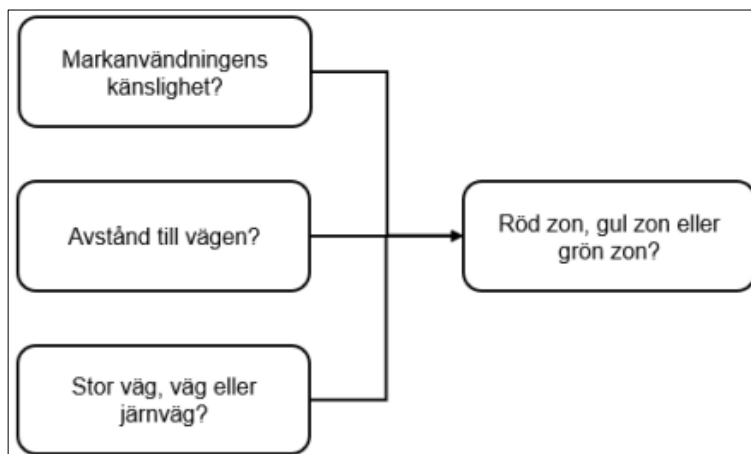 Markanvändningens
känslighet?
Avstånd till vägen?
Stor väg, väg eller
järnväg?
Röd zon, gul zon eller
grön zon?